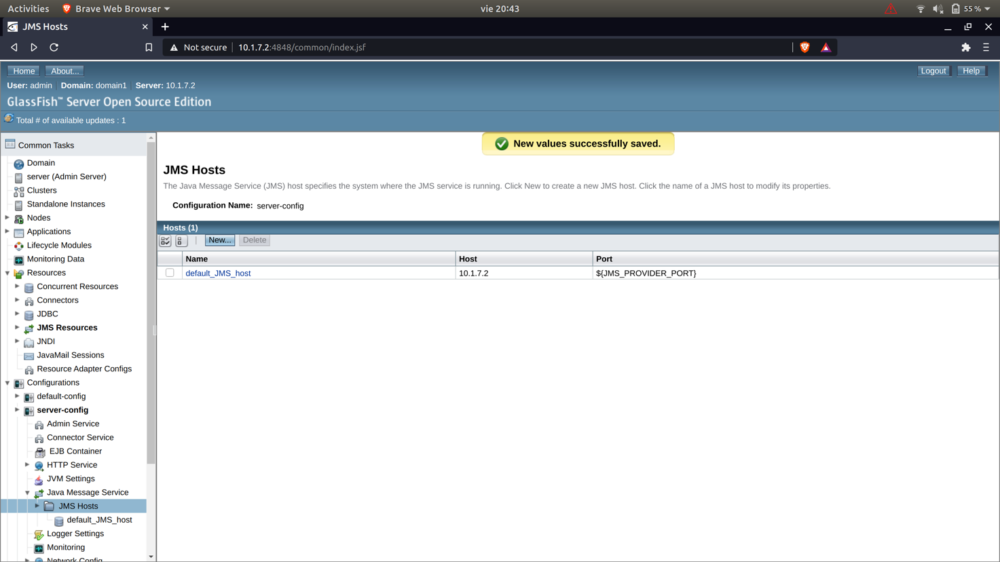 Activities Brave Web Browser vie 20:43 55 %
JMS Hosts
Not secure 10.1.7.2:4848/common/index.jsf
Home About... Logout Help
User: admin Domain: domain1 Server: 10.1.7.2
GlassFish™ Server Open Source Edition
Total # of available updates : 1
Common Tasks
Domain
server (Admin Server)
Clusters
Standalone Instances
Nodes
Applications
Lifecycle Modules
Monitoring Data
Resources
Concurrent Resources
Connectors
JDBC
JMS Resources
JNDI
JavaMail Sessions
Resource Adapter Configs
Configurations
default-config
server-config
Admin Service
Connector Service
EJB Container
HTTP Service
JVM Settings
Java Message Service
JMS Hosts
default_JMS_host
Logger Settings
Monitoring
Network Config
New values successfully saved.
JMS Hosts
The Java Message Service (JMS) host specifies the system where the JMS service is running. Click New to create a new JMS host. Click the name of a JMS host to modify its properties.
Configuration Name: server-config
Hosts (1)
New... Delete
Name Host Port
default_JMS_host 10.1.7.2 ${JMS_PROVIDER_PORT}